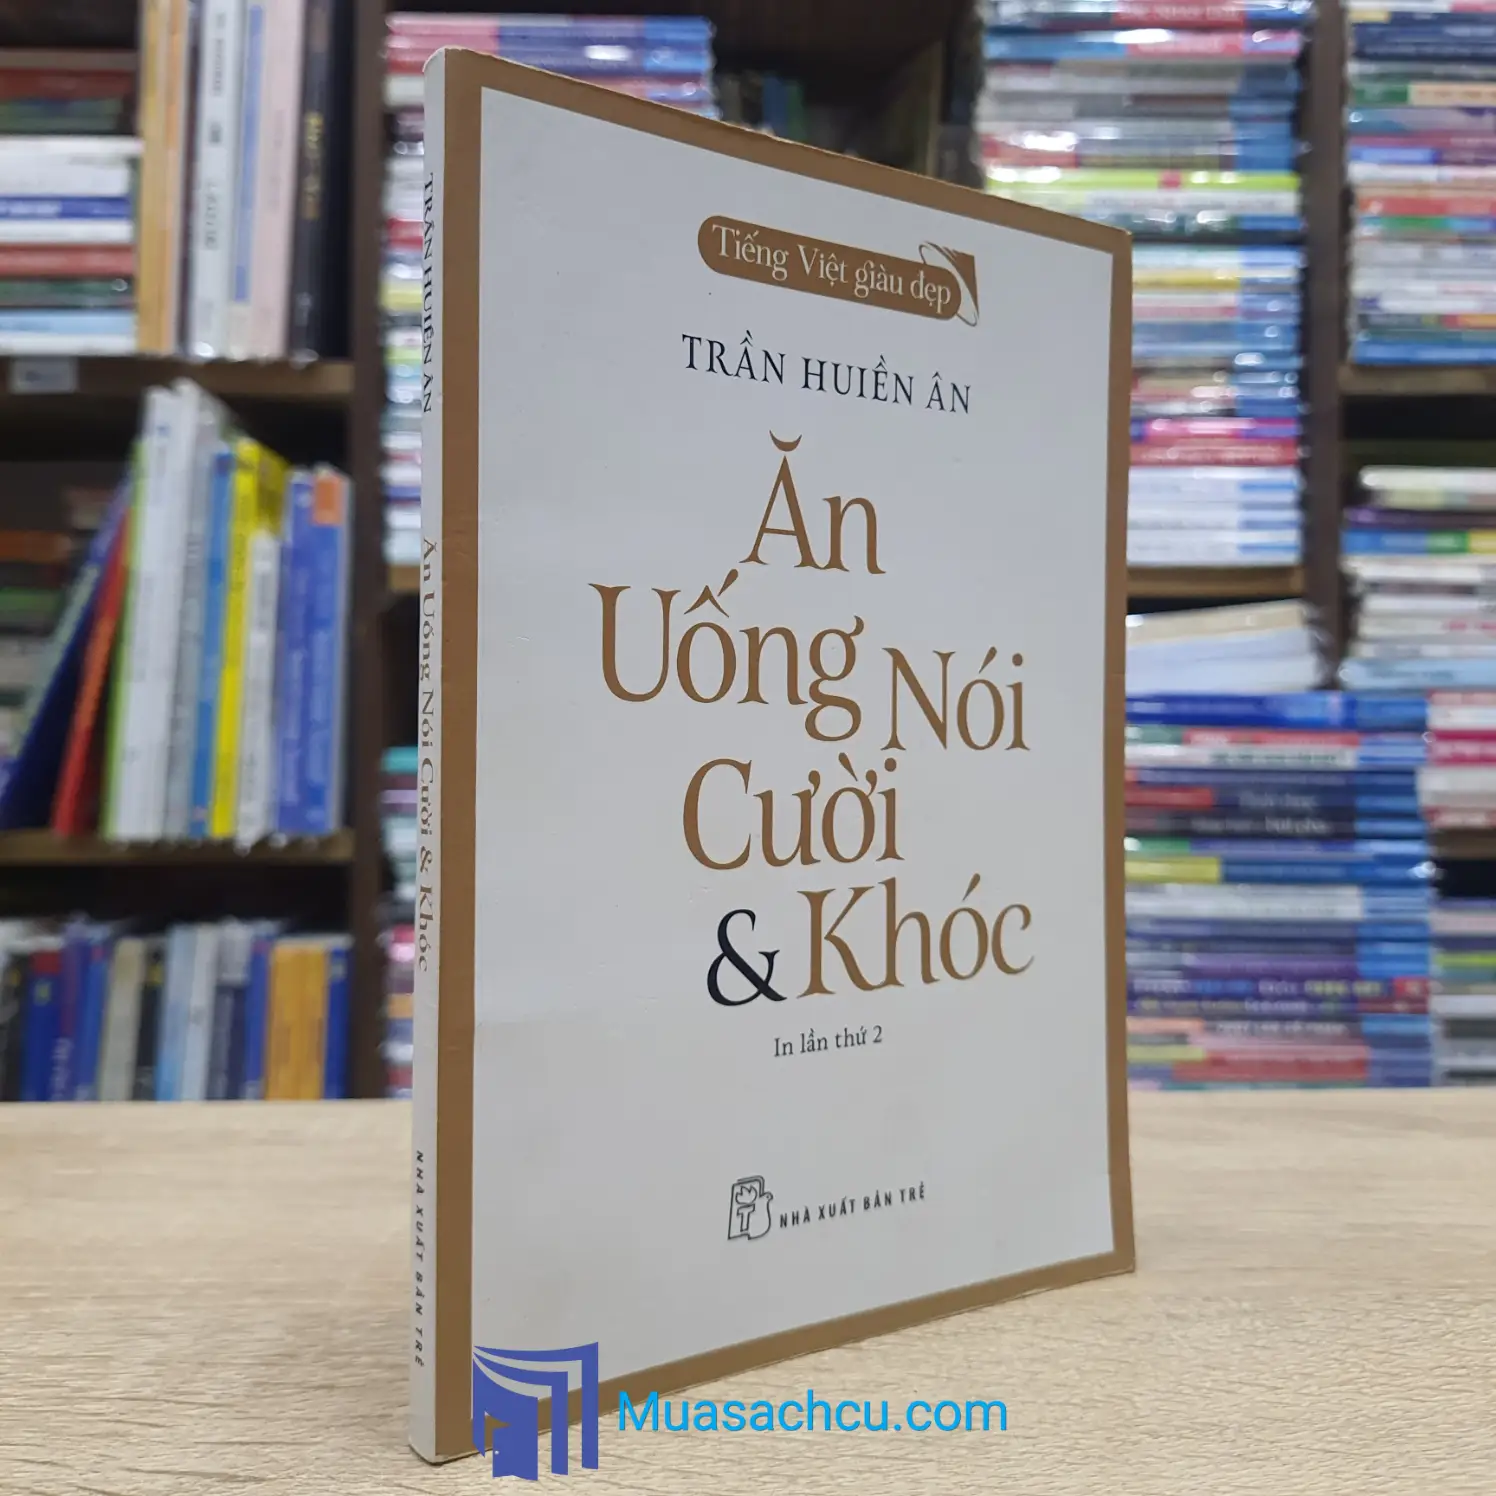 Tiếng Việt giàu đẹp
TRẦN HUIỀN ÂN
Ăn
Uống Nói
Cười
& Khóc
In lần thứ 2
NHÀ XUẤT BẢN TRẺ
TRẦN HUIỀN ÂN Ăn Uống Nói Cười & Khóc NHÀ XUẤT BẢN TRẺ
Muasachcu.com